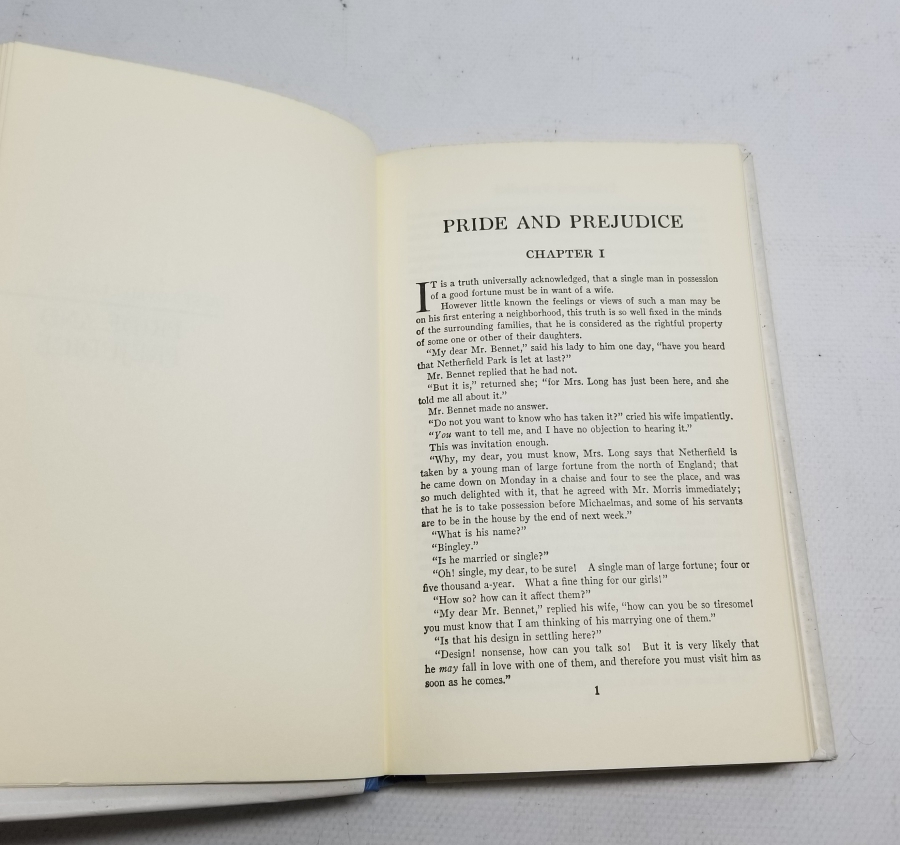 PRIDE AND PREJUDICE
CHAPTER I
IT is a truth universally acknowledged, that a single man in possession
of a good fortune must be in want of a wife.
However little known the feelings or views of such a man may be
on his first entering a neighborhood, this truth is so well fixed in the minds
of the surrounding families, that he is considered as the rightful property
of some one or other of their daughters.
“My dear Mr. Bennet,” said his lady to him one day, “have you heard
that Netherfield Park is let at last?”
Mr. Bennet replied that he had not.
“But it is,” returned she; “for Mrs. Long has just been here, and she
told me all about it.”
Mr. Bennet made no answer.
“Do not you want to know who has taken it?” cried his wife impatiently.
“You want to tell me, and I have no objection to hearing it.”
This was invitation enough.
“Why, my dear, you must know, Mrs. Long says that Netherfield is
taken by a young man of large fortune from the north of England; that
he came down on Monday in a chaise and four to see the place, and was
so much delighted with it, that he agreed with Mr. Morris immediately;
that he is to take possession before Michaelmas, and some of his servants
are to be in the house by the end of next week.”
“What is his name?”
“Bingley.”
“Is he married or single?”
“Oh! single, my dear, to be sure! A single man of large fortune; four or
five thousand a-year. What a fine thing for our girls!”
“How so? how can it affect them?”
“My dear Mr. Bennet,” replied his wife, “how can you be so tiresome!
you must know that I am thinking of his marrying one of them.”
“Is that his design in settling here?”
“Design! nonsense, how can you talk so! But it is very likely that
he may fall in love with one of them, and therefore you must visit him as
soon as he comes.”
1